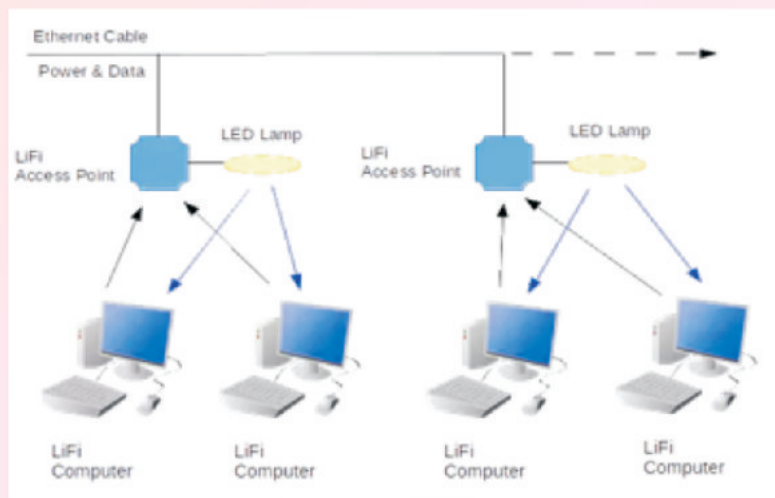 Ethernet Cable
Power & Data
LED Lamp
LED Lamp
LiFi
Access Point
LiFi
Access Point
LiFi
Computer
LiFi
Computer
LiFi
Computer
LiFi
Computer